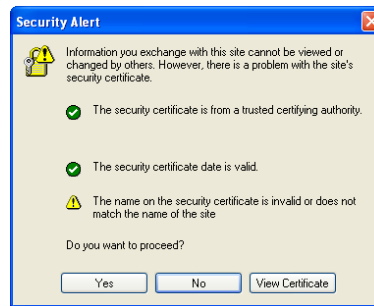 Security Alert
Information you exchange with this site cannot be viewed or
changed by others. However, there is a problem with the site's
security certificate.
The security certificate is from a trusted certifying authority.
The security certificate date is valid.
The name on the security certificate is invalid or does not
match the name of the site
Do you want to proceed?
Yes
No
View Certificate